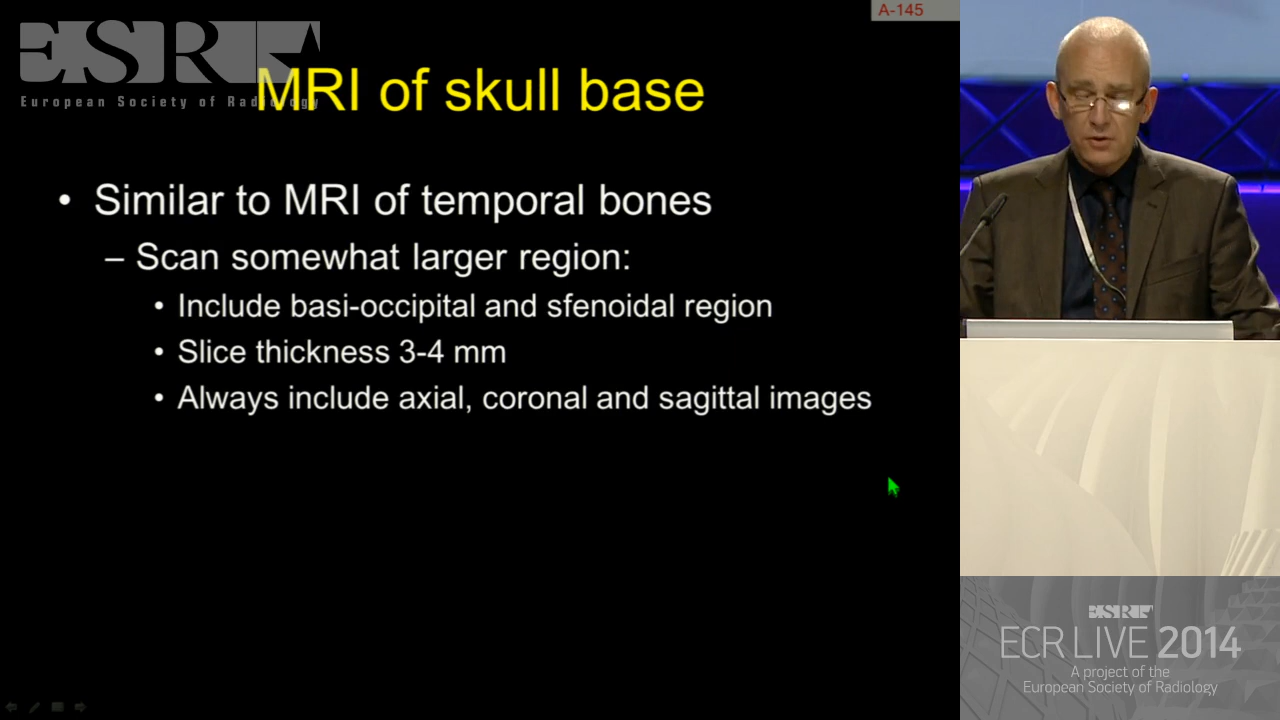 A-145
ESR
European Society of Radiology
MRI of skull base
• Similar to MRI of temporal bones
– Scan somewhat larger region:
• Include basi-occipital and sfenoidal region
• Slice thickness 3-4 mm
• Always include axial, coronal and sagittal images
ESR
ECR LIVE 2014
A project of the
European Society of Radiology